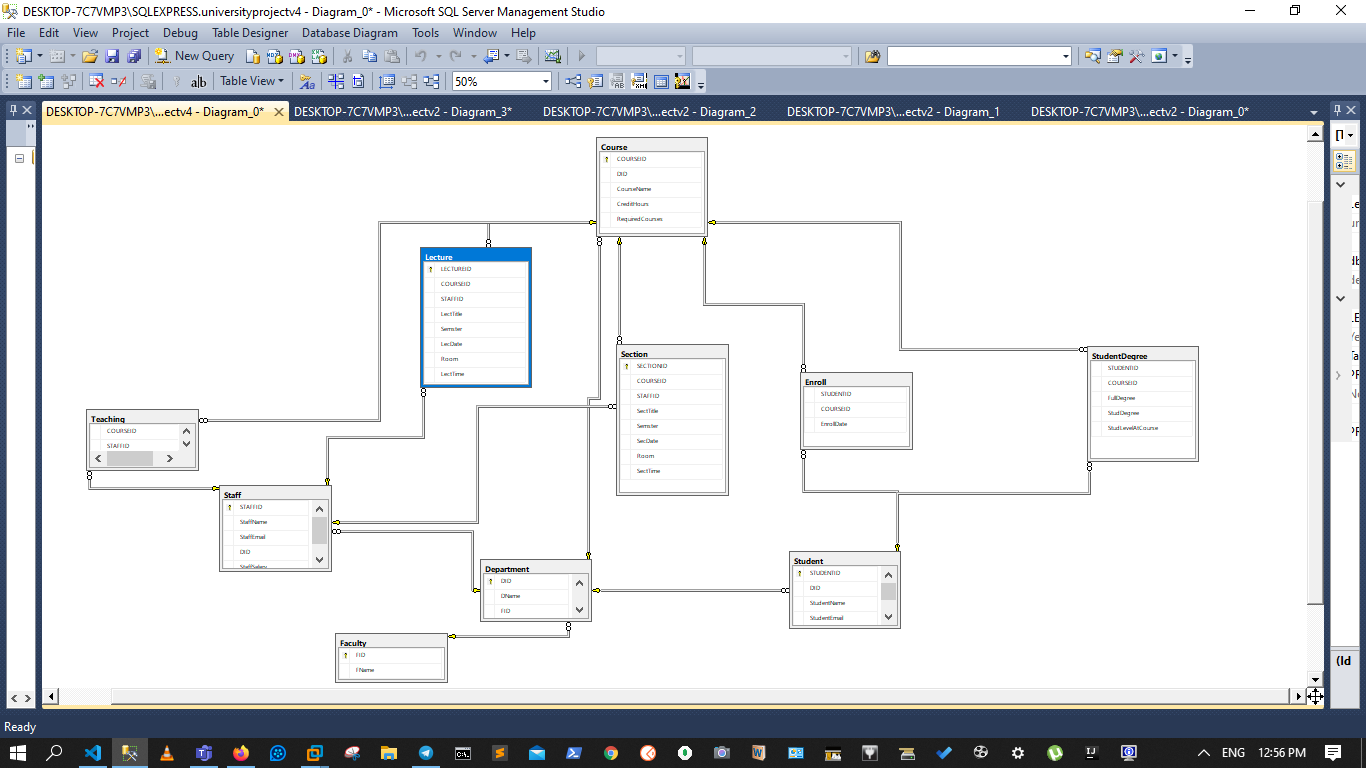 DESKTOP-7C7VMP3\SQLEXPRESS.universityprojectv4 - Diagram_0* - Microsoft SQL Server Management Studio
File Edit View Project Debug Table Designer Database Diagram Tools Window Help
New Query
Table View 50%
DESKTOP-7C7VMP3\...ectv4 - Diagram_0* DESKTOP-7C7VMP3\...ectv2 - Diagram_3* DESKTOP-7C7VMP3\...ectv2 - Diagram_2 DESKTOP-7C7VMP3\...ectv2 - Diagram_1 DESKTOP-7C7VMP3\...ectv2 - Diagram_0*
Course
COURSEID
DID
CourseName
CreditHours
RequiredCourses
Lecture
LECTUREID
COURSEID
STAFFID
LectTitle
Semster
LecDate
Room
LectTime
Section
SECTIONID
COURSEID
STAFFID
SectTitle
Semster
SecDate
Room
SectTime
Enroll
STUDENTID
COURSEID
EnrollDate
StudentDegree
STUDENTID
COURSEID
FullDegree
StudDegree
StudLevelAtCourse
Teaching
COURSEID
STAFFID
Staff
STAFFID
StaffName
StaffEmail
DID
StaffSalary
Department
DID
DName
FID
Student
STUDENTID
DID
StudentName
StudentEmail
Faculty
FID
FName
(Id
Ready
ENG 12:56 PM